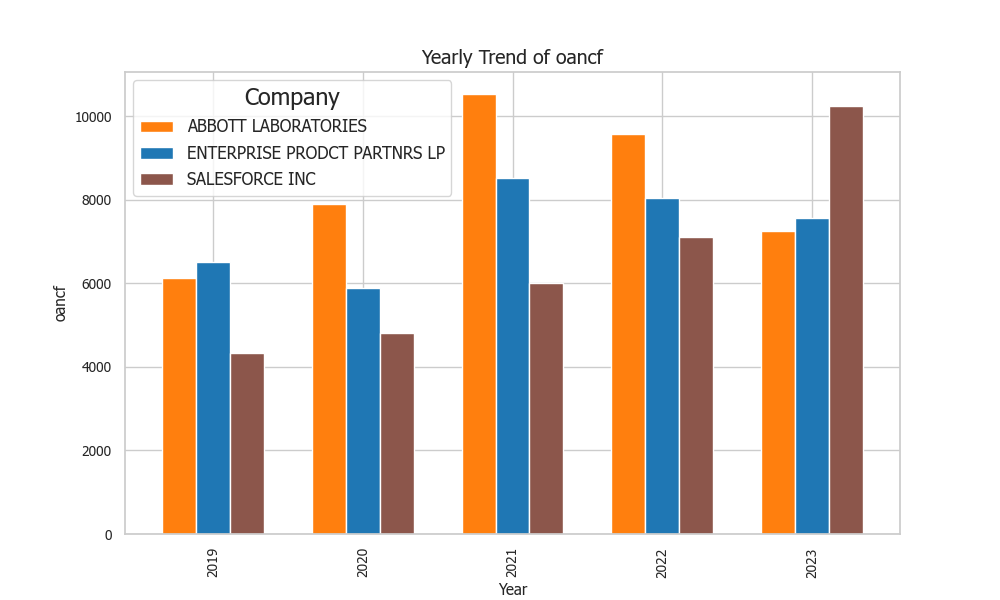 Yearly Trend of oancf
Company
ABBOTT LABORATORIES
ENTERPRISE PRODCT PARTNRS LP
SALESFORCE INC
10000
8000
6000
4000
2000
0
oancf
2019
2020
2021
2022
2023
Year